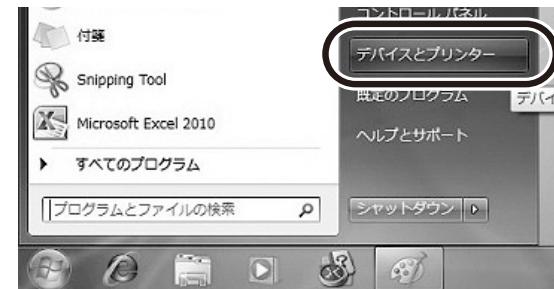 付箋
Snipping Tool
Microsoft Excel 2010
すべてのプログラム
プログラムとファイルの検索
コントロール パネル
デバイスとプリンター
既定のプログラム
デバイ
ヘルプとサポート
シャットダウン